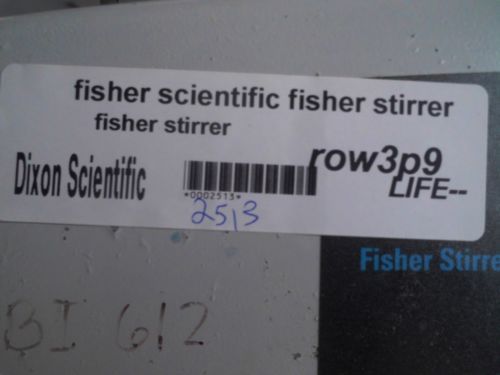 fisher scientific fisher stirrer
fisher stirrer
Dixon Scientific
*0002513*
2513
row3p9
LIFE--
Fisher Stirre
BI 612